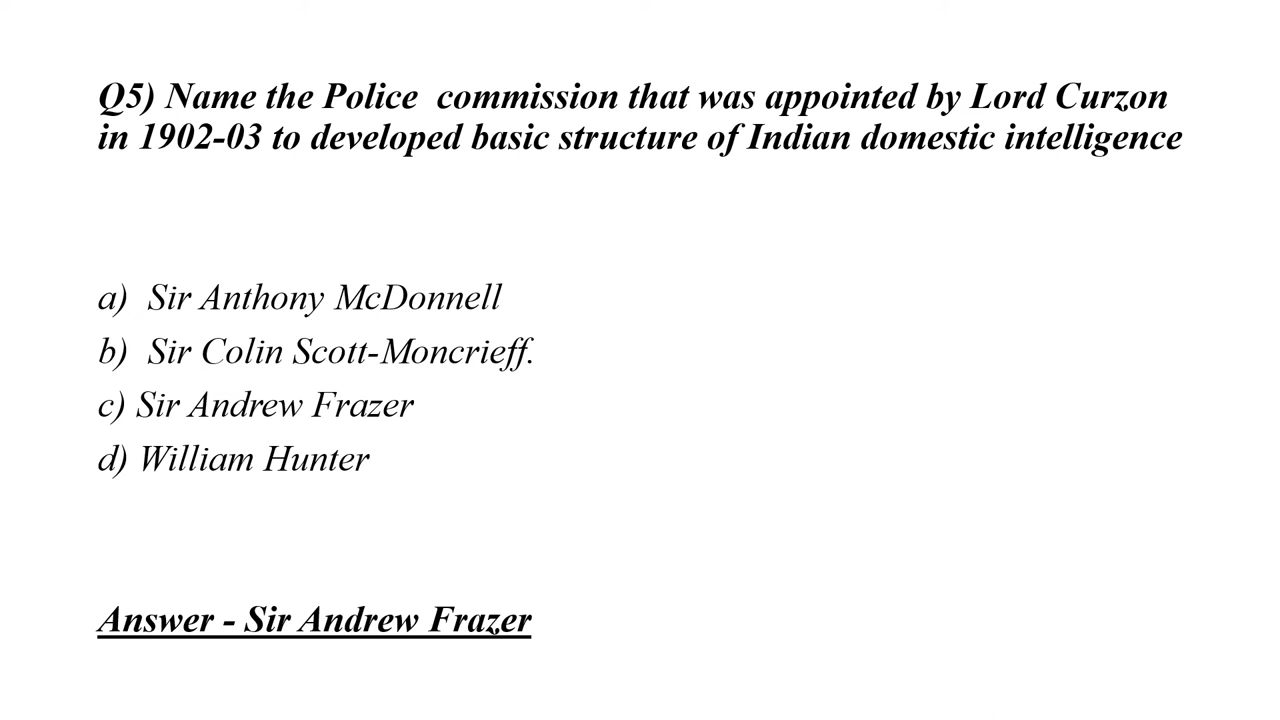 Q5) Name the Police  commission that was appointed by Lord Curzon
in 1902-03 to developed basic structure of Indian domestic intelligence
a)  Sir Anthony McDonnell
b)  Sir Colin Scott-Moncrieff.
c) Sir Andrew Frazer
d) William Hunter
Answer - Sir Andrew Frazer